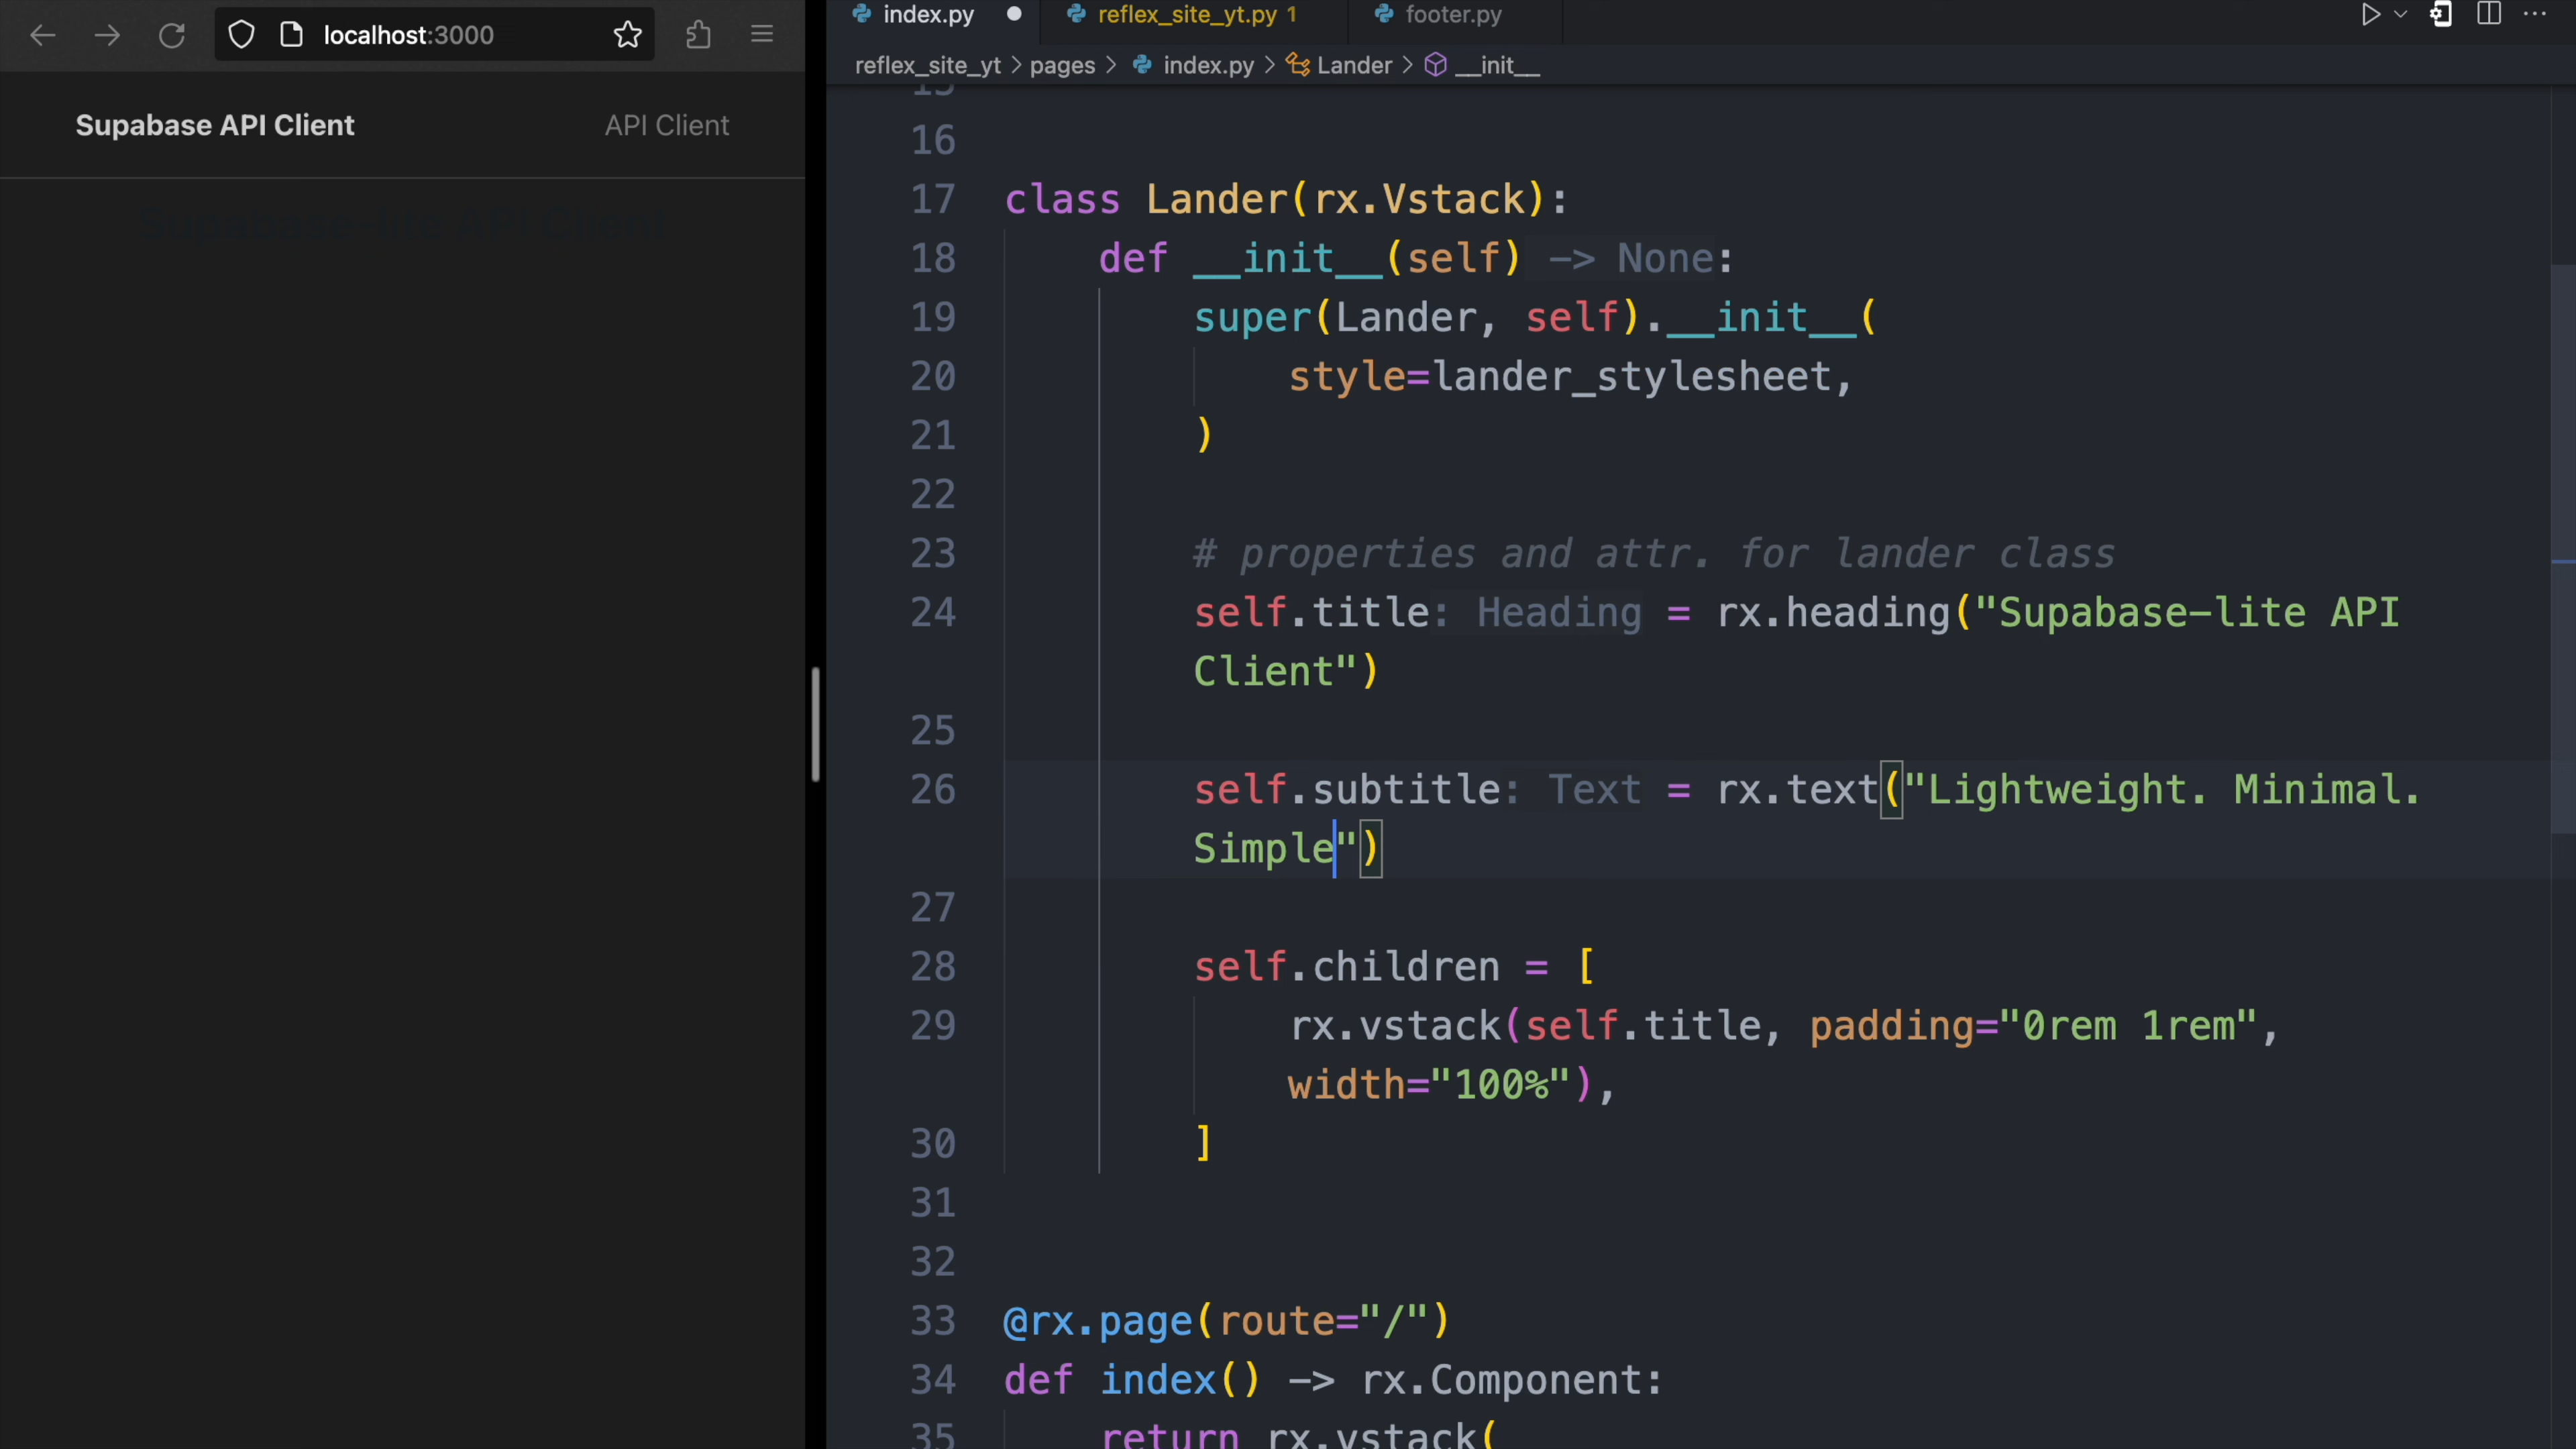 localhost:3000
Supabase API Client
API Client
Supabase-lite API Client
index.py
reflex_site_yt.py 1
footer.py
reflex_site_yt > pages > index.py > Lander > __init__
15
16
17 class Lander(rx.Vstack):
18 def __init__(self) -> None:
19 super(Lander, self).__init__(
20 style=lander_stylesheet,
21 )
22
23 # properties and attr. for lander class
24 self.title: Heading = rx.heading("Supabase-lite API
Client")
25
26 self.subtitle: Text = rx.text("Lightweight. Minimal.
Simple")
27
28 self.children = [
29 rx.vstack(self.title, padding="0rem 1rem",
width="100%"),
30 ]
31
32
33 @rx.page(route="/")
34 def index() -> rx.Component:
35 return rx.vstack(